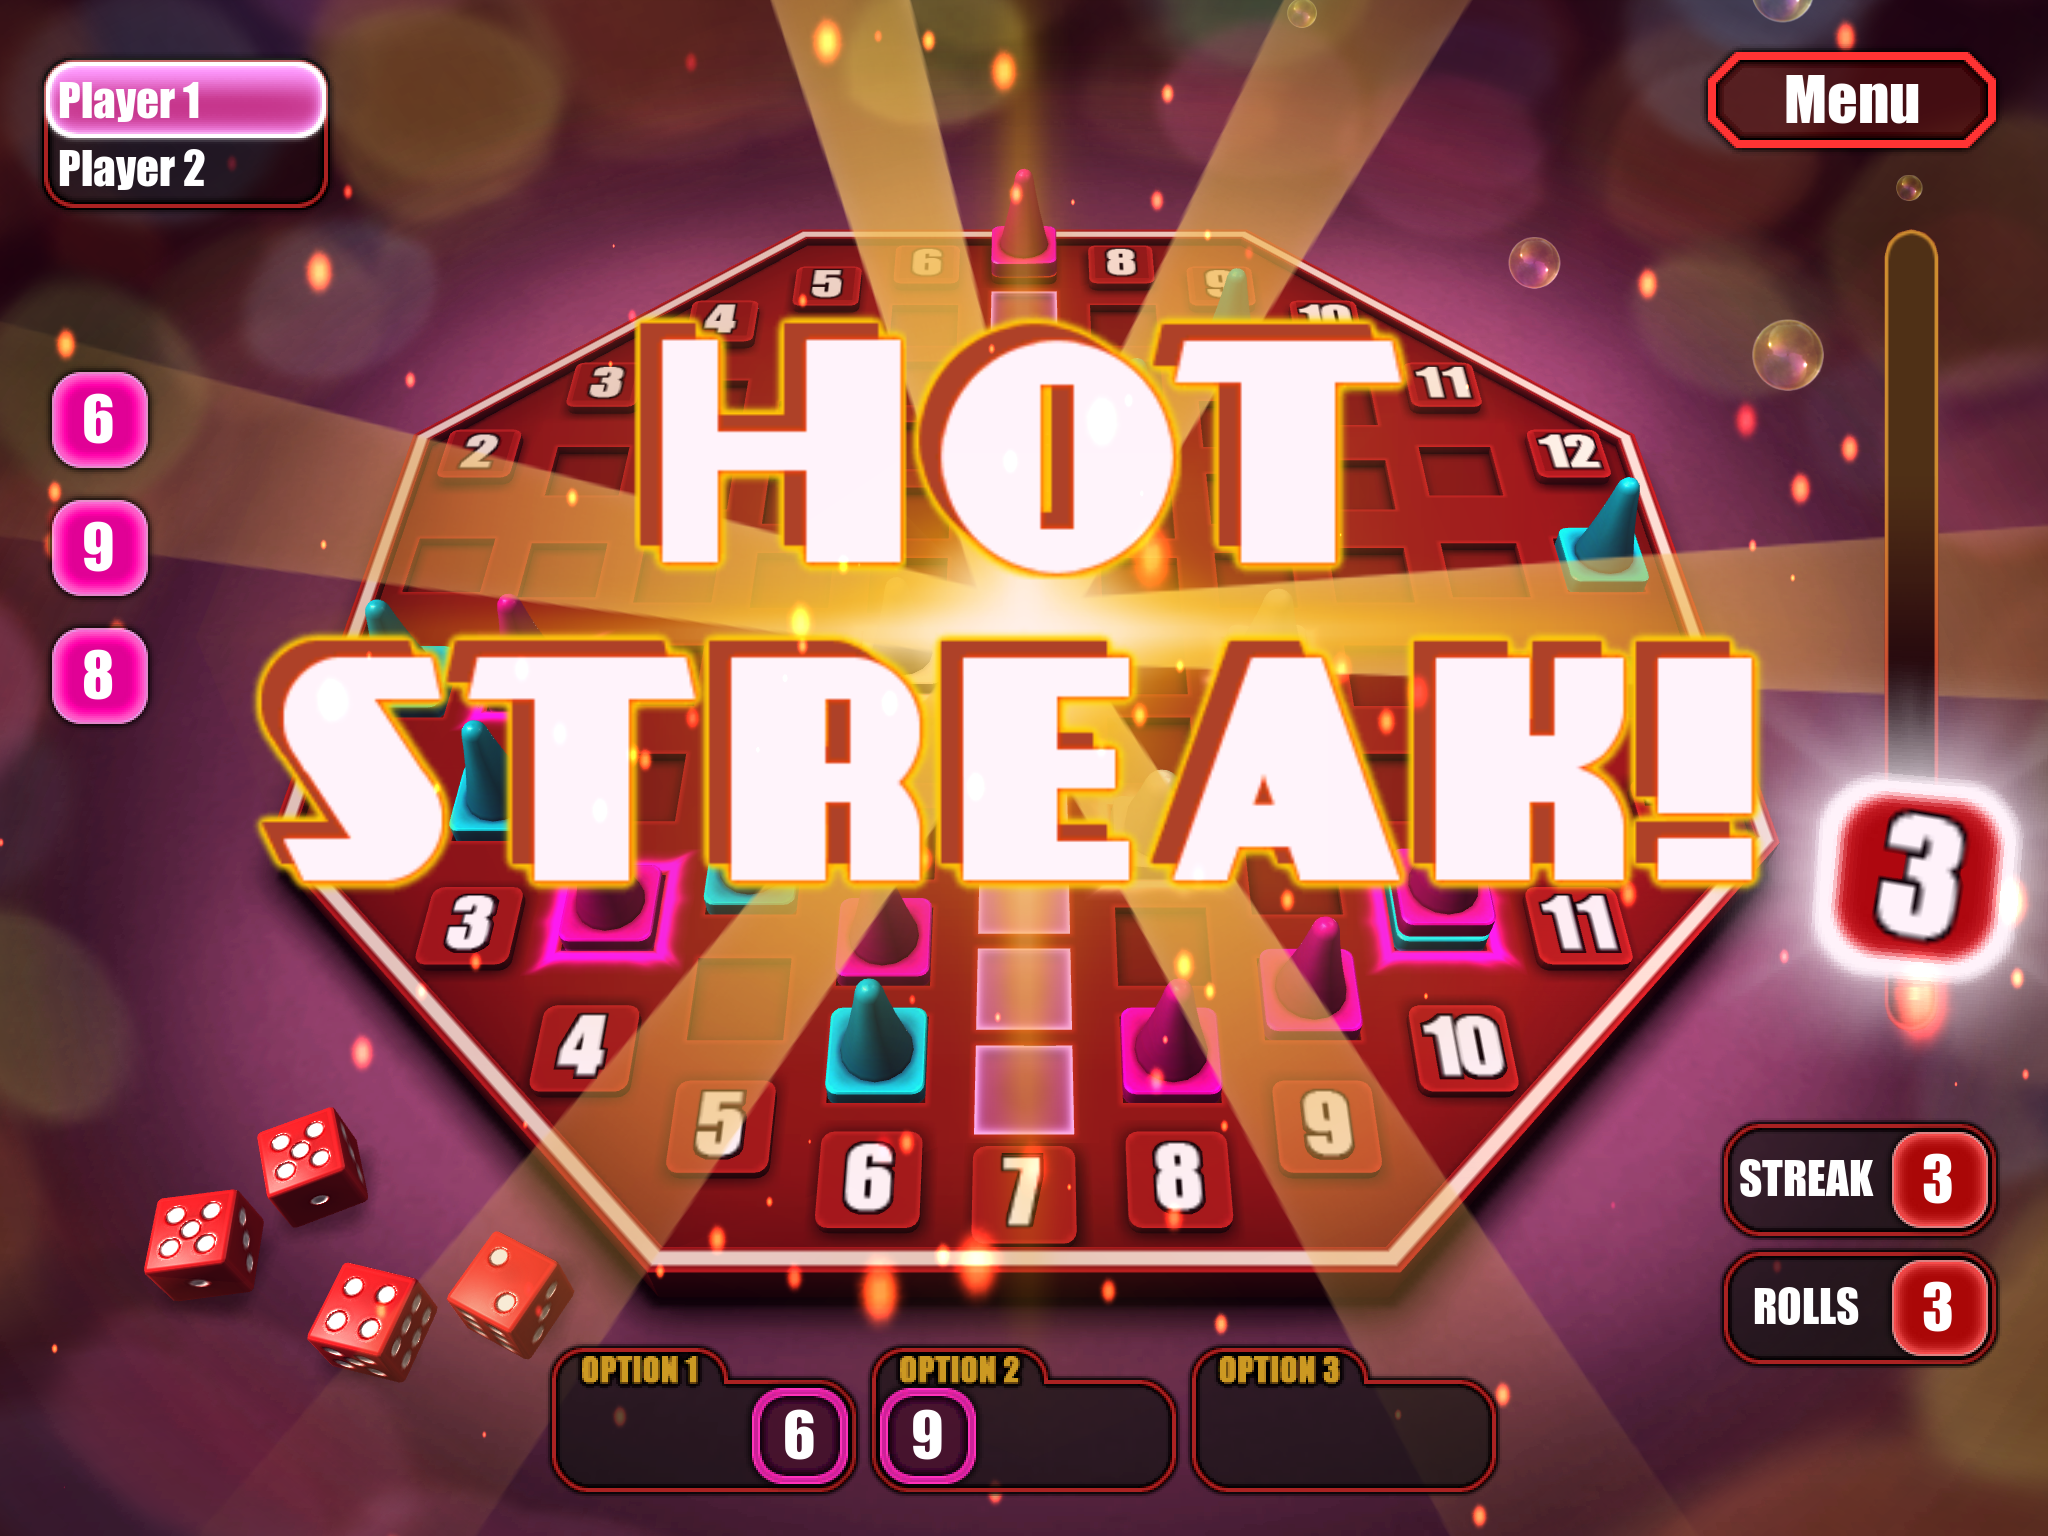 Player 1
Player 2
Menu
6
9
8
5 6 8 9 10
4
3 11
2 12
HOT
STREAK!
3
3 11
4 10
5 9
6 7 8
STREAK 3
ROLLS 3
OPTION 1 OPTION 2 OPTION 3
6 9